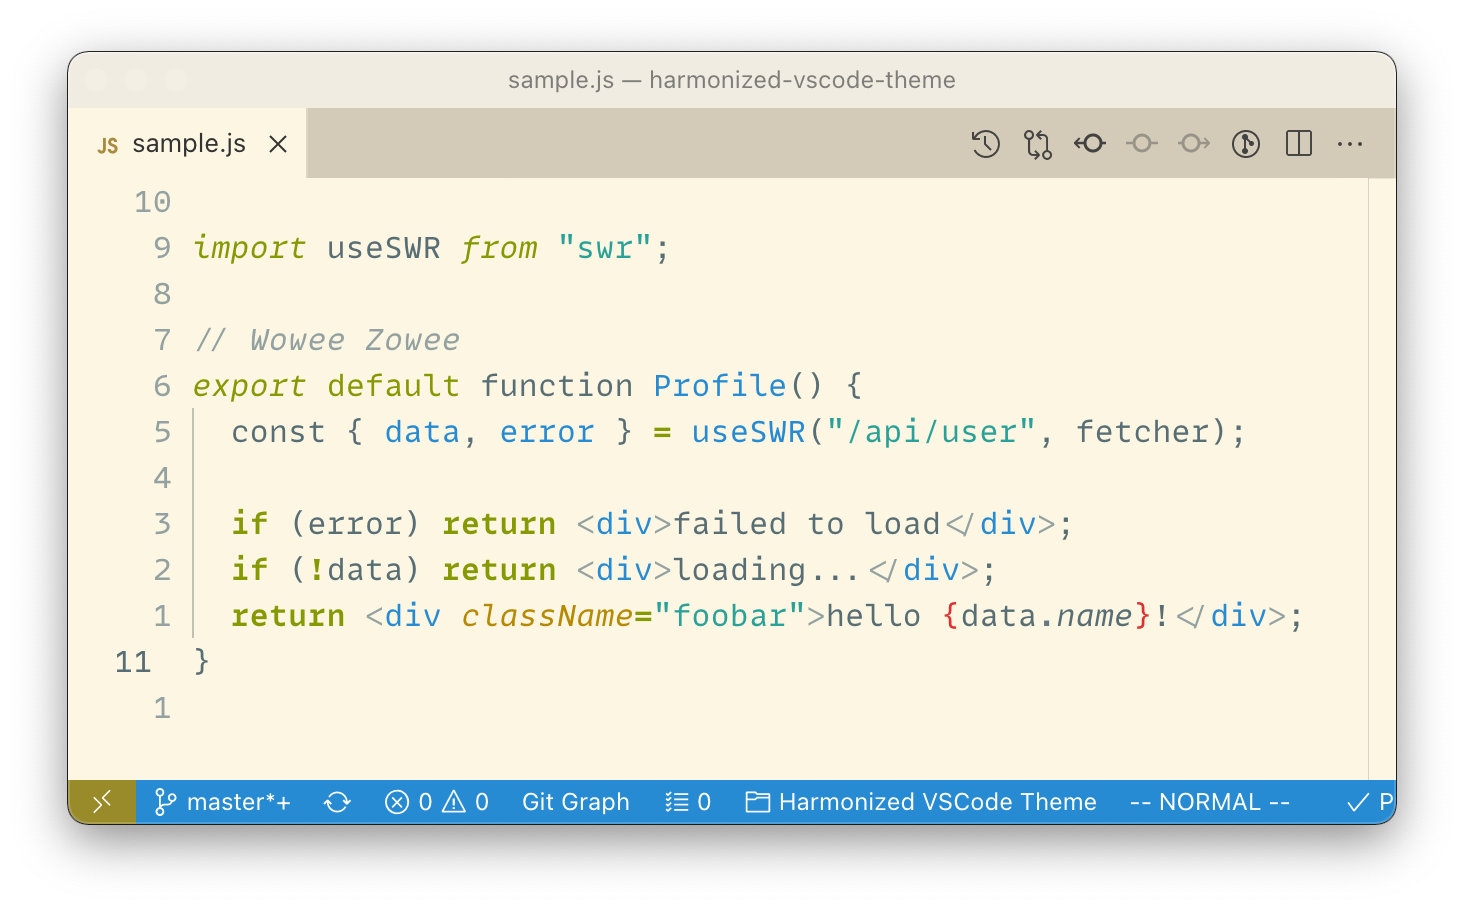 sample.js — harmonized-vscode-theme
JS sample.js
10
9 import useSWR from "swr";
8
7 // Wowee Zowee
6 export default function Profile() {
5   const { data, error } = useSWR("/api/user", fetcher);
4
3   if (error) return <div>failed to load</div>;
2   if (!data) return <div>loading...</div>;
1   return <div className="foobar">hello {data.name}!</div>;
11 }
1
master*+ 0 0 Git Graph 0 Harmonized VSCode Theme -- NORMAL -- P